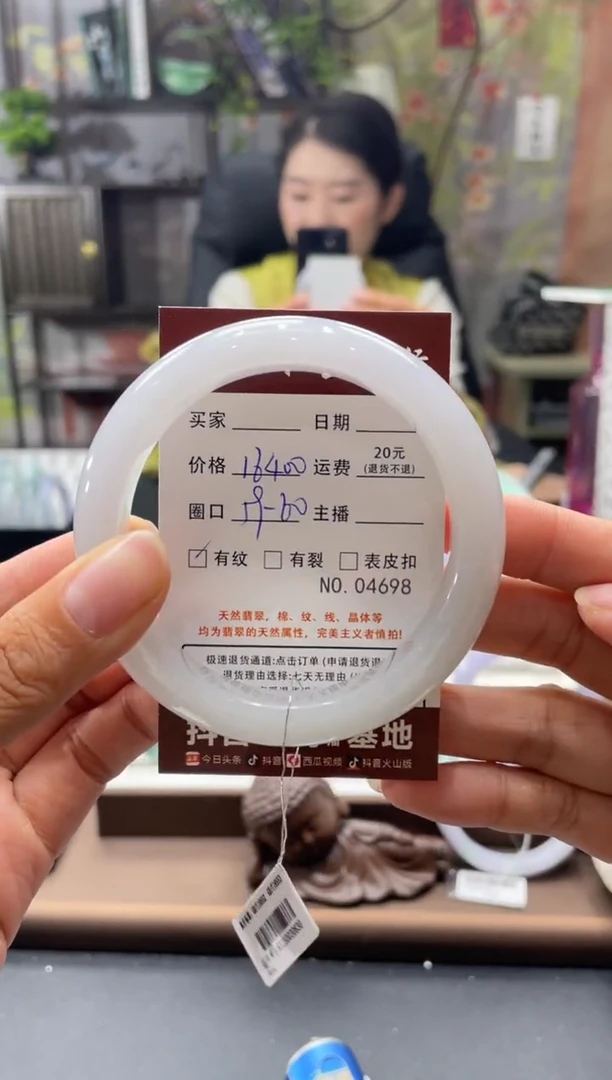 买家 日期
价格 16400 运费 20元 (退货不退)
圈口 59-60 主播
有纹 有裂 表皮扣
NO. 04698
天然翡翠，棉、纹、线、晶体等
均为翡翠的天然属性，完美主义者慎拍!
极速退货通道:点击订单 (申请退货退
退货理由选择:七天无理由
基地
今日头条 抖音 西瓜视频 抖音火山版